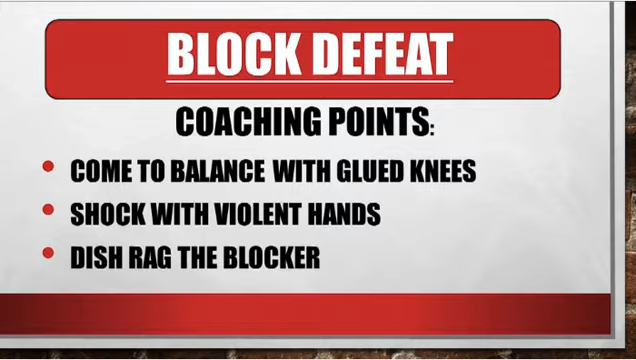 BLOCK DEFEAT
COACHING POINTS:
COME TO BALANCE WITH GLUED KNEES
SHOCK WITH VIOLENT HANDS
DISH RAG THE BLOCKER